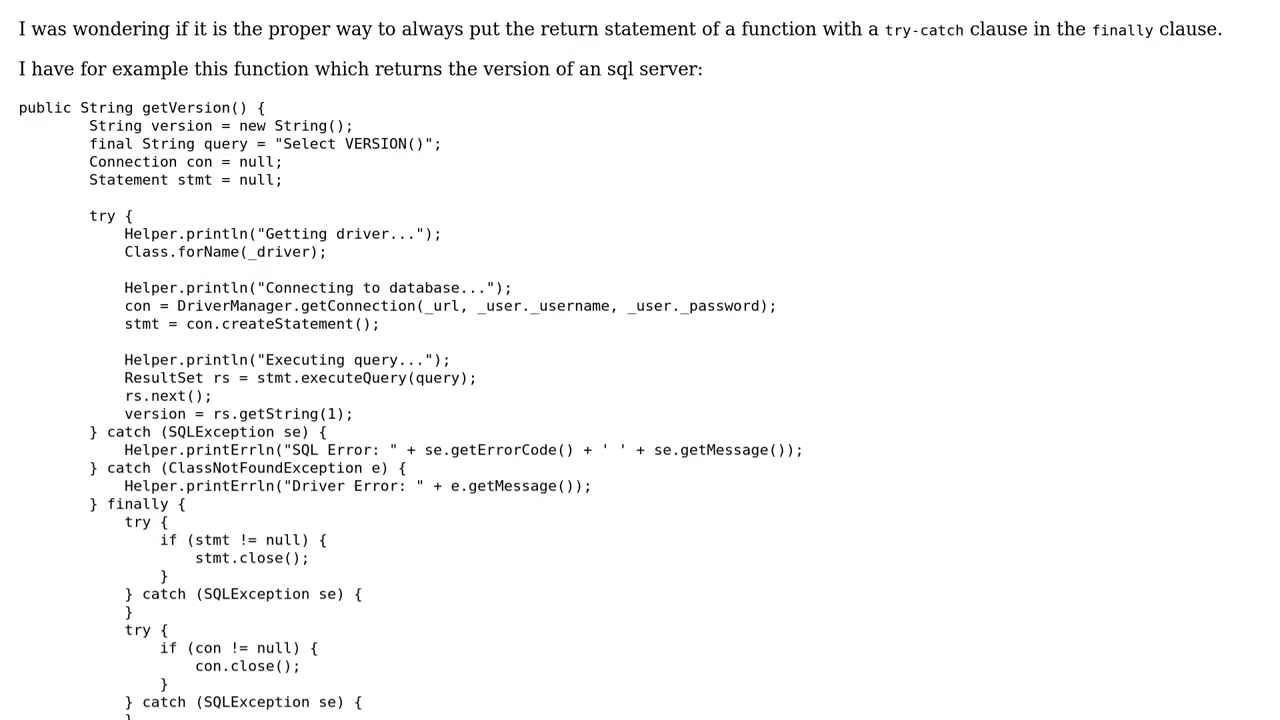 I was wondering if it is the proper way to always put the return statement of a function with a try-catch clause in the finally clause.
I have for example this function which returns the version of an sql server:
public String getVersion() {
        String version = new String();
        final String query = "Select VERSION()";
        Connection con = null;
        Statement stmt = null;

        try {
            Helper.println("Getting driver...");
            Class.forName(_driver);

            Helper.println("Connecting to database...");
            con = DriverManager.getConnection(_url, _user._username, _user._password);
            stmt = con.createStatement();

            Helper.println("Executing query...");
            ResultSet rs = stmt.executeQuery(query);
            rs.next();
            version = rs.getString(1);
        } catch (SQLException se) {
            Helper.printErrln("SQL Error: " + se.getErrorCode() + ' ' + se.getMessage());
        } catch (ClassNotFoundException e) {
            Helper.printErrln("Driver Error: " + e.getMessage());
        } finally {
            try {
                if (stmt != null) {
                    stmt.close();
                }
            } catch (SQLException se) {
            }
            try {
                if (con != null) {
                    con.close();
                }
            } catch (SQLException se) {
            }